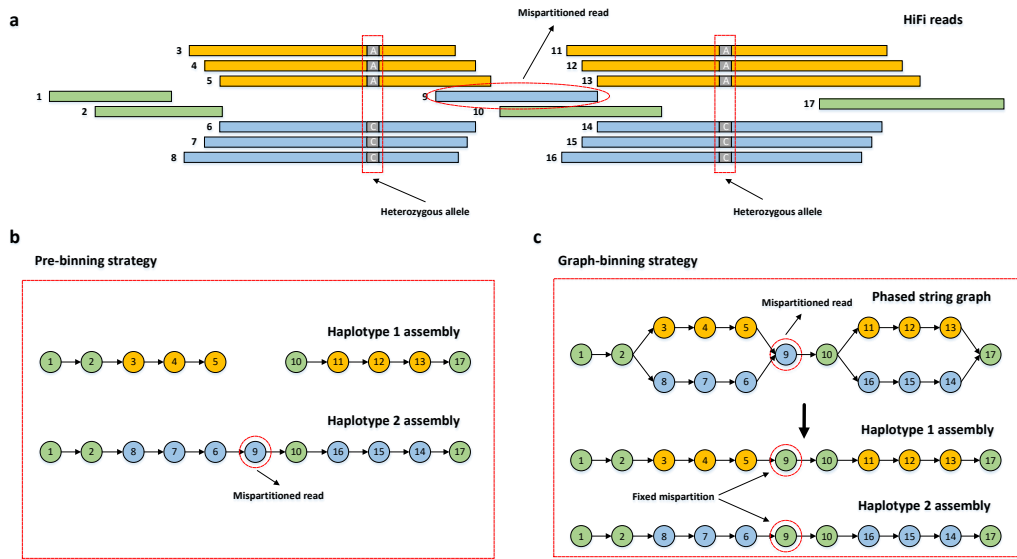 a
Mispartitioned read
HiFi reads
3 A 11
4 A 12
5 A 13
1 9 17
2 10
6 C 14 C
7 C 15 C
8 C 16 C
Heterozygous allele Heterozygous allele
b
Pre-binning strategy
Haplotype 1 assembly
1 2 3 4 5 10 11 12 13 17
Haplotype 2 assembly
1 2 8 7 6 9 10 16 15 14 17
Mispartitioned read
c
Graph-binning strategy
Mispartitioned read
Phased string graph
3 4 5 11 12 13
1 2 9 10 17
8 7 6 16 15 14
Haplotype 1 assembly
1 2 3 4 5 9 10 11 12 13 17
Fixed mispartition
Haplotype 2 assembly
1 2 8 7 6 9 10 16 15 14 17